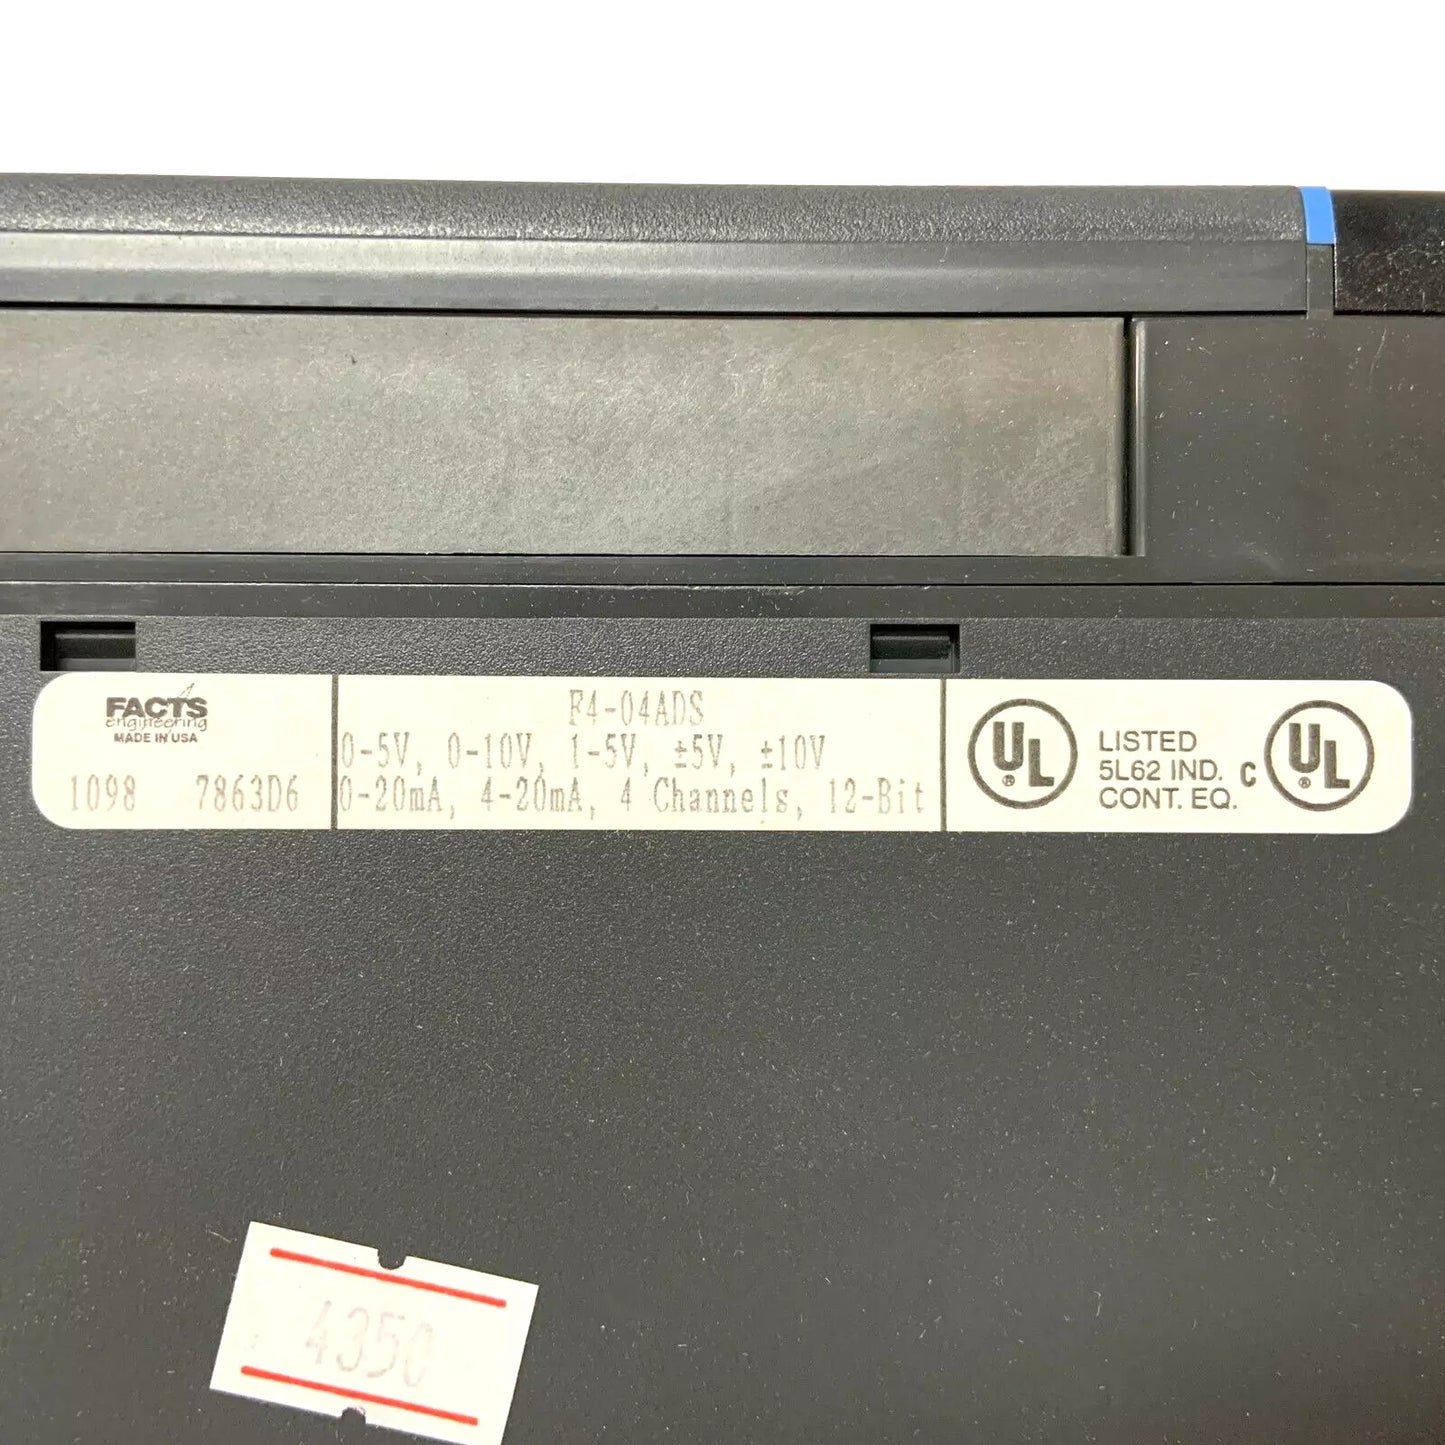 FACTS
engineering
MADE IN USA
1098 7863D6
F4-04ADS
0-5V, 0-10V, 1-5V, ±5V, ±10V
0-20mA, 4-20mA, 4 Channels, 12-Bit
UL ®
LISTED
5L62 IND.
CONT. EQ.
C UL ®
4350